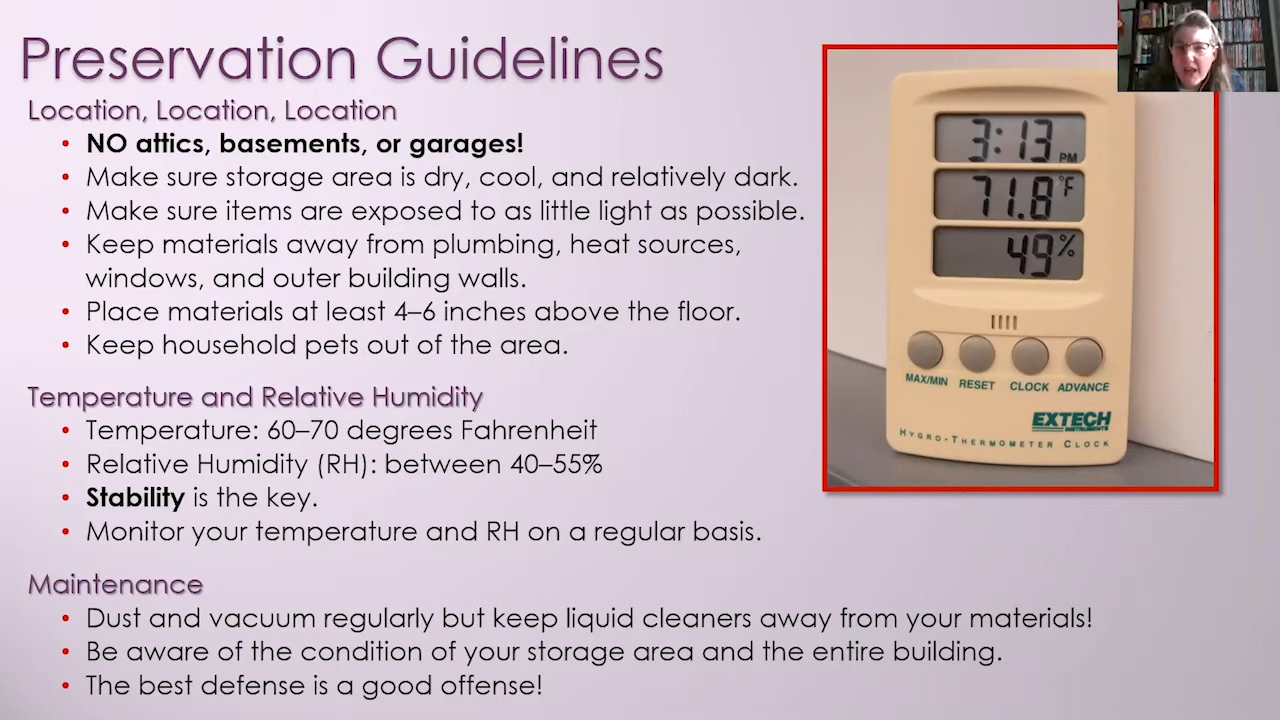 Preservation Guidelines
Location, Location, Location
• NO attics, basements, or garages!
• Make sure storage area is dry, cool, and relatively dark.
• Make sure items are exposed to as little light as possible.
• Keep materials away from plumbing, heat sources,
windows, and outer building walls.
• Place materials at least 4–6 inches above the floor.
• Keep household pets out of the area.
Temperature and Relative Humidity
• Temperature: 60–70 degrees Fahrenheit
• Relative Humidity (RH): between 40–55%
• Stability is the key.
• Monitor your temperature and RH on a regular basis.
Maintenance
• Dust and vacuum regularly but keep liquid cleaners away from your materials!
• Be aware of the condition of your storage area and the entire building.
• The best defense is a good offense!
3:13 PM
71.8°F
49%
MAX/MIN RESET CLOCK ADVANCE
EXTECH
INSTRUMENTS
HYGRO-THERMOMETER CLOCK